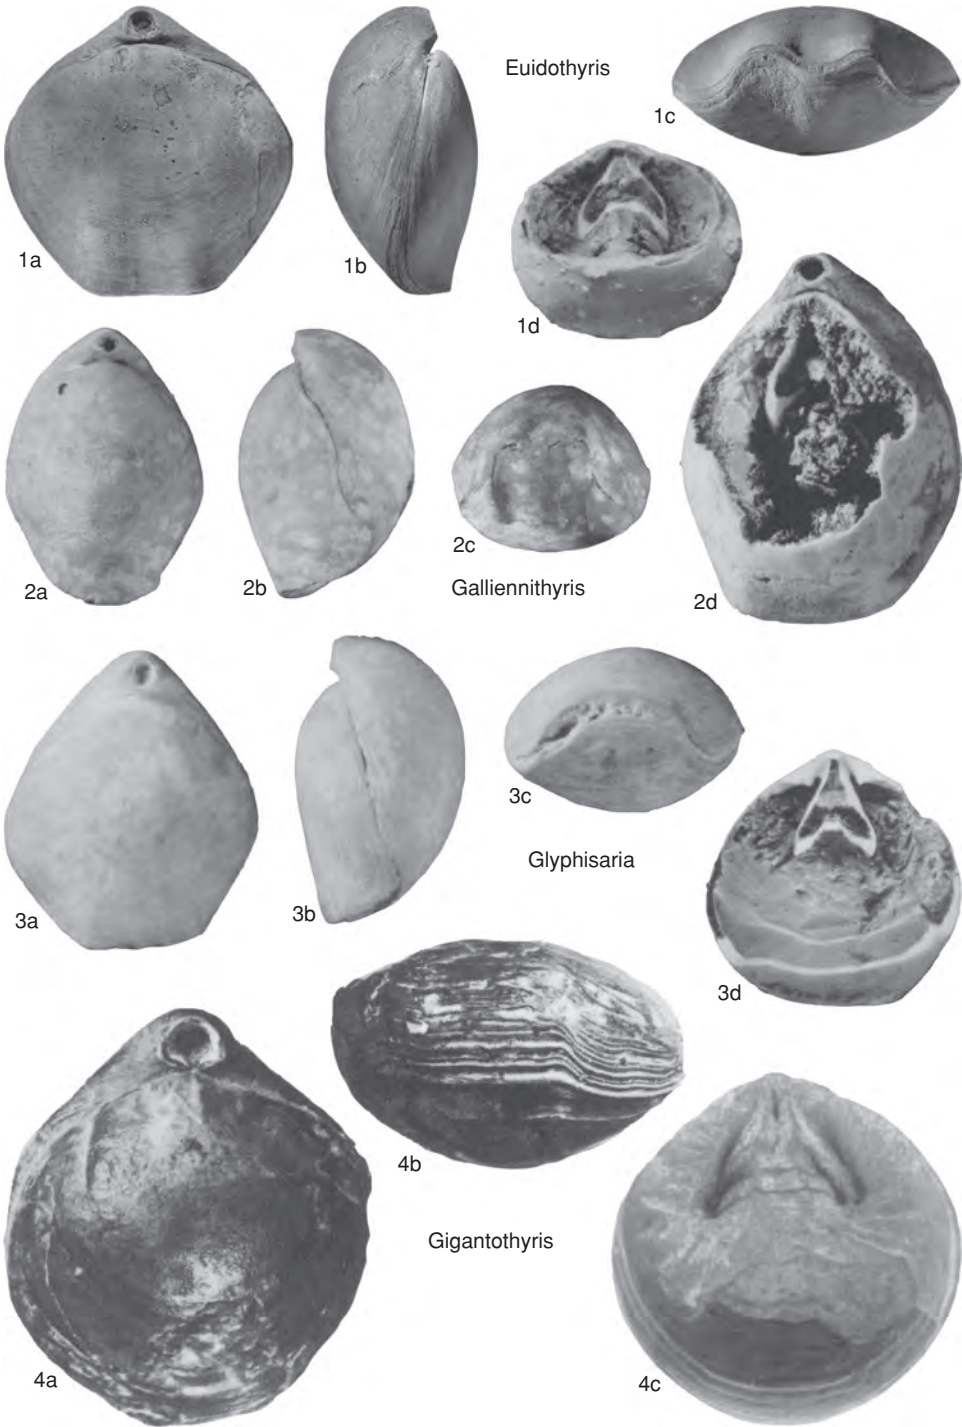 Euidothyris
1c
1a
1b
1d
2c
2a
2b
Galliennithyris
2d
3c
Glyphisaria
3a
3b
3d
4b
Gigantothyris
4a
4c